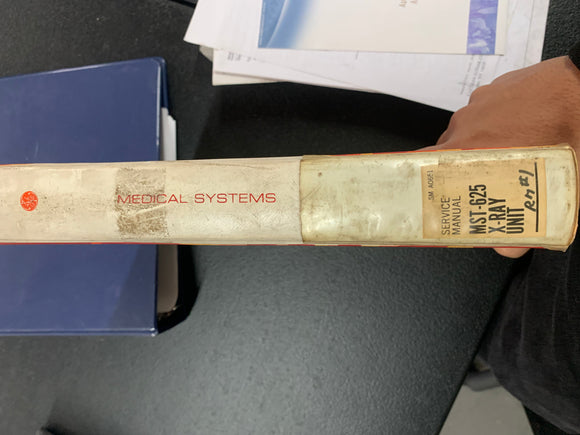 MEDICAL SYSTEMS
SERVICE
MANUAL
MST-625
X-RAY
UNIT